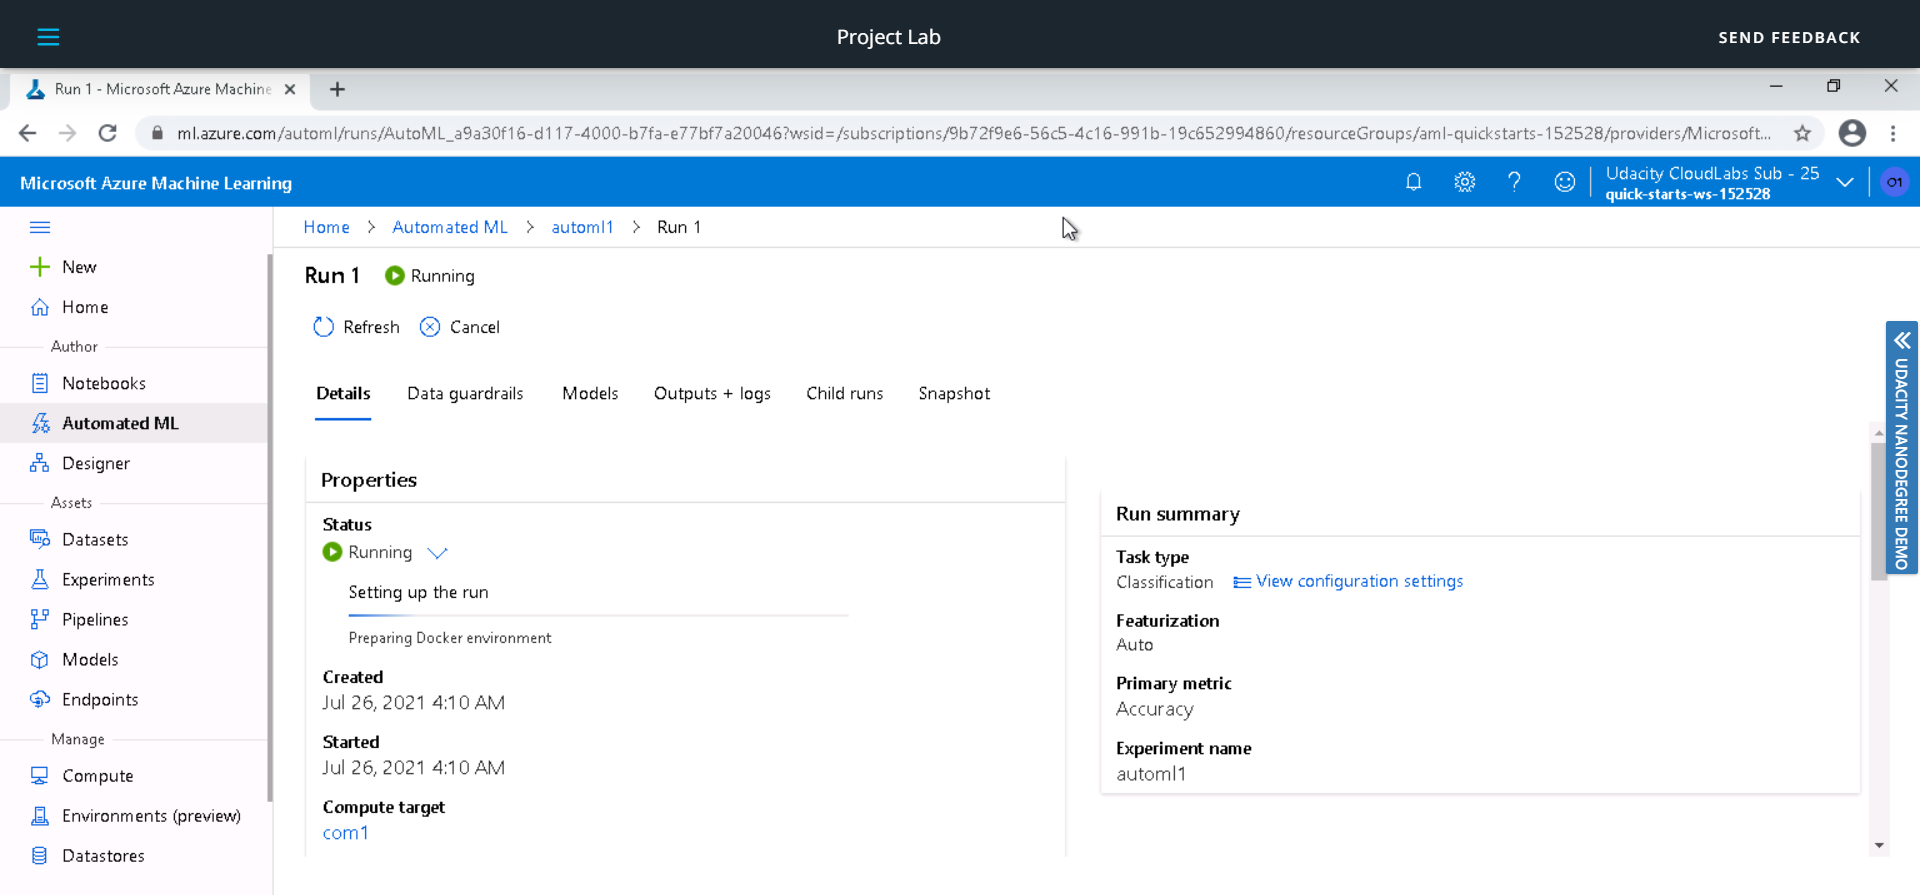 Project Lab
SEND FEEDBACK
Run 1 - Microsoft Azure Machine
ml.azure.com/automl/runs/AutoML_a9a30f16-d117-4000-b7fa-e77bf7a20046?wsid=/subscriptions/9b72f9e6-56c5-4c16-991b-19c652994860/resourceGroups/aml-quickstarts-152528/providers/Microsoft...
Microsoft Azure Machine Learning
Udacity CloudLabs Sub - 25
quick-starts-ws-152528
O1
Home > Automated ML > automl1 > Run 1
New
Home
Author
Notebooks
Automated ML
Designer
Assets
Datasets
Experiments
Pipelines
Models
Endpoints
Manage
Compute
Environments (preview)
Datastores
Run 1 Running
Refresh Cancel
Details Data guardrails Models Outputs + logs Child runs Snapshot
Properties
Status
Running
Setting up the run
Preparing Docker environment
Created
Jul 26, 2021 4:10 AM
Started
Jul 26, 2021 4:10 AM
Compute target
com1
Run summary
Task type
Classification View configuration settings
Featurization
Auto
Primary metric
Accuracy
Experiment name
automl1
UDACITY NANODEGREE DEMO